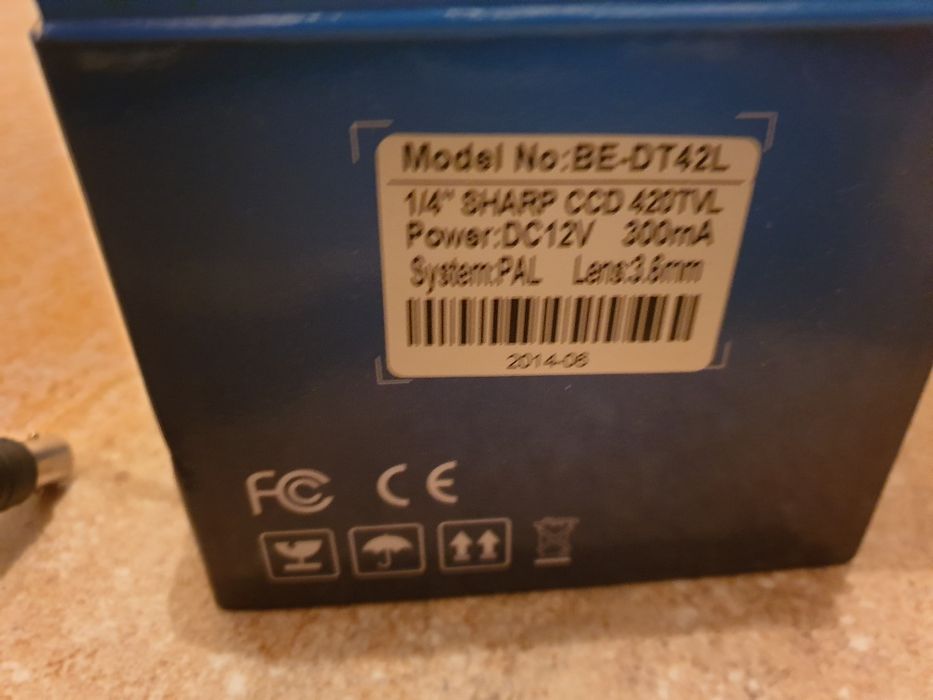 Model No:BE-DT42L
1/4" SHARP CCD 420TVL
Power:DC12V 300mA
System:PAL Lens:3.6mm
2014-06
FC CE